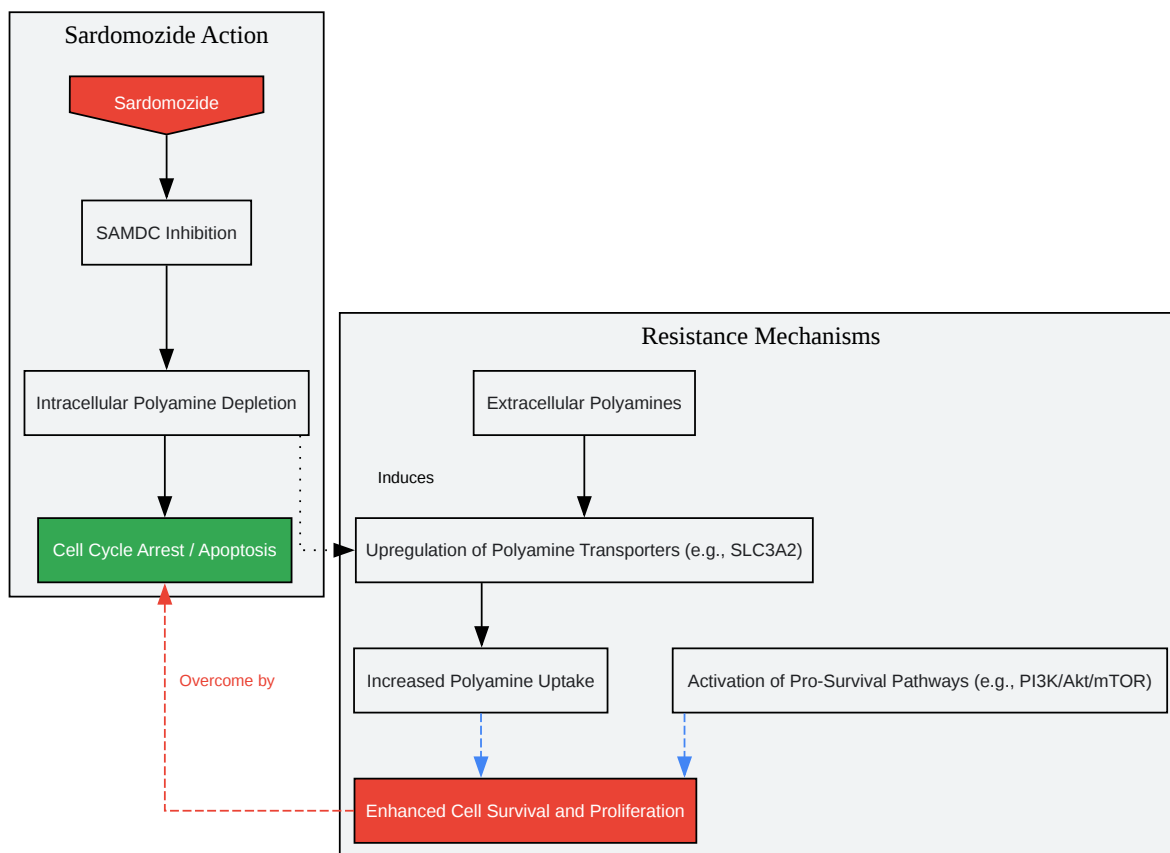 Sardomozide Action
Sardomozide
SAMDC Inhibition
Resistance Mechanisms
Intracellular Polyamine Depletion
Extracellular Polyamines
Induces
Cell Cycle Arrest / Apoptosis
Upregulation of Polyamine Transporters (e.g., SLC3A2)
Overcome by
Increased Polyamine Uptake
Activation of Pro-Survival Pathways (e.g., PI3K/Akt/mTOR)
Enhanced Cell Survival and Proliferation